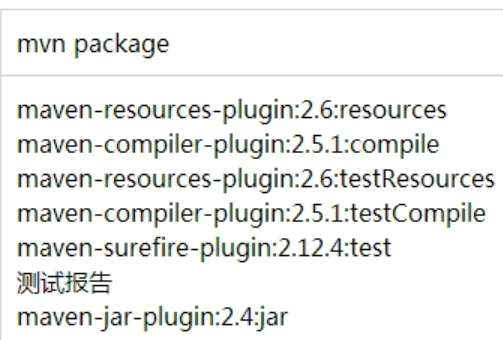 mvn package
maven-resources-plugin:2.6:resources
maven-compiler-plugin:2.5.1:compile
maven-resources-plugin:2.6:testResources
maven-compiler-plugin:2.5.1:testCompile
maven-surefire-plugin:2.12.4:test
测试报告
maven-jar-plugin:2.4:jar